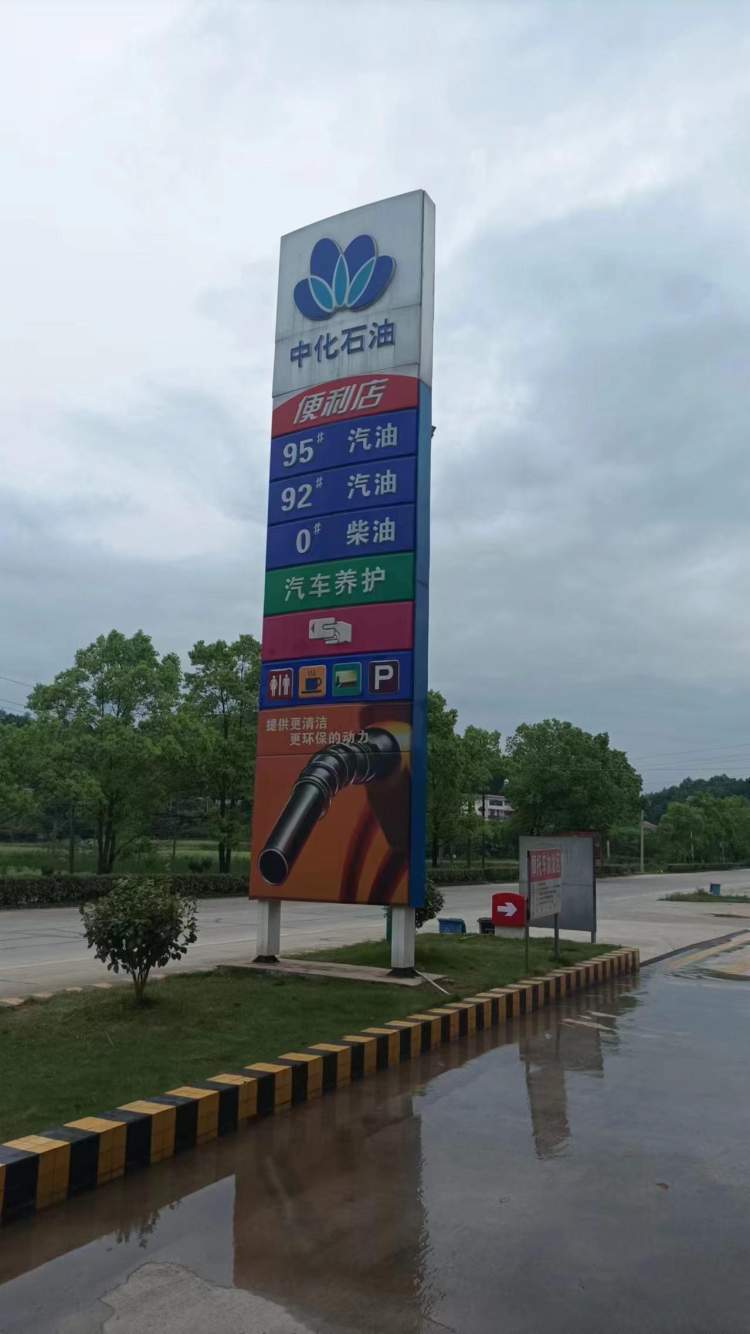 中化石油
便利店
95# 汽油
92# 汽油
0# 柴油
汽车养护
P
提供更清洁
更环保的动力